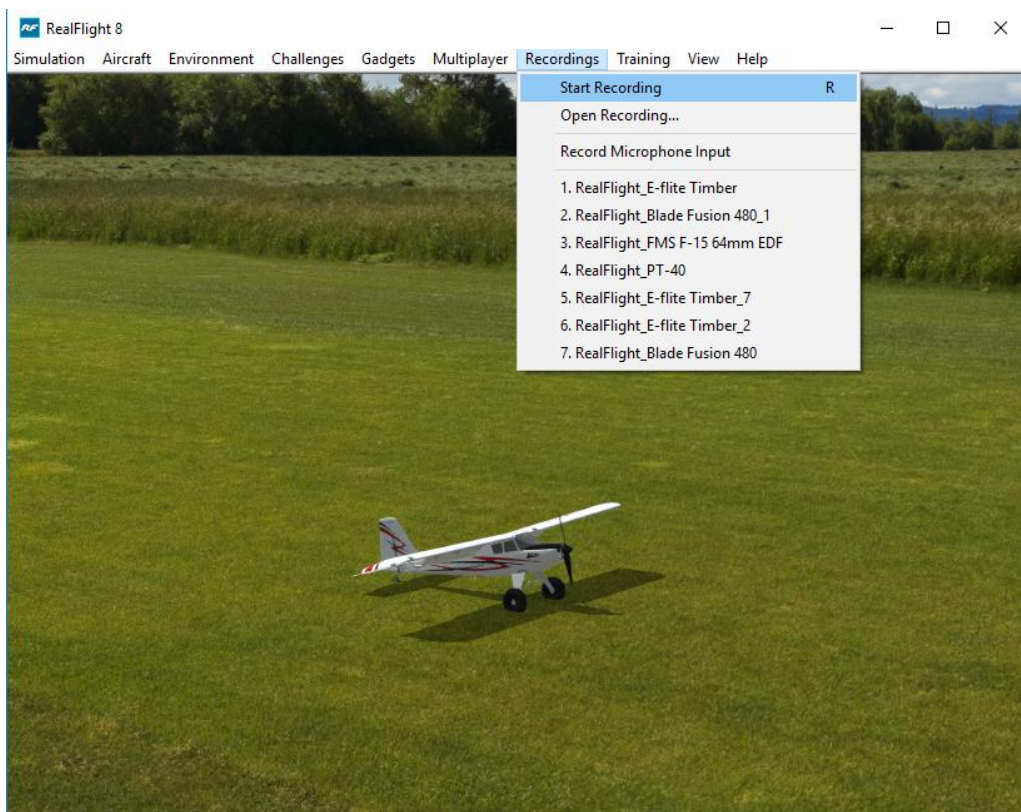 RF RealFlight 8
Simulation Aircraft Environment Challenges Gadgets Multiplayer Recordings Training View Help
Start Recording R
Open Recording...
Record Microphone Input
1. RealFlight_E-flite Timber
2. RealFlight_Blade Fusion 480_1
3. RealFlight_FMS F-15 64mm EDF
4. RealFlight_PT-40
5. RealFlight_E-flite Timber_7
6. RealFlight_E-flite Timber_2
7. RealFlight_Blade Fusion 480